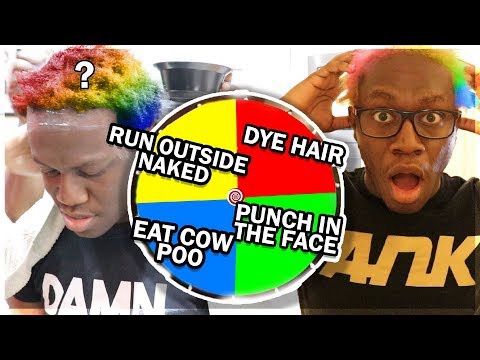 ?
RUN OUTSIDE
NAKED
DYE HAIR
EAT COW
POO
PUNCH IN
THE FACE
DAMN
ANK